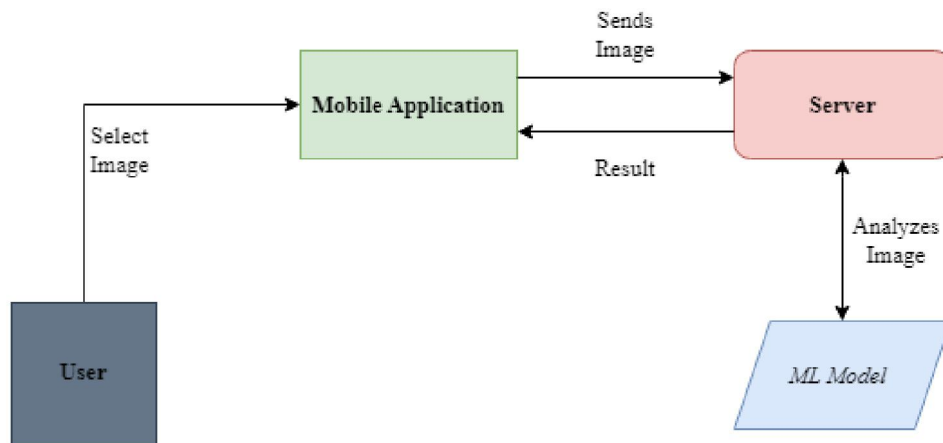 Sends
Image
Mobile Application
Server
Select
Image
Result
Analyzes
Image
User
ML Model